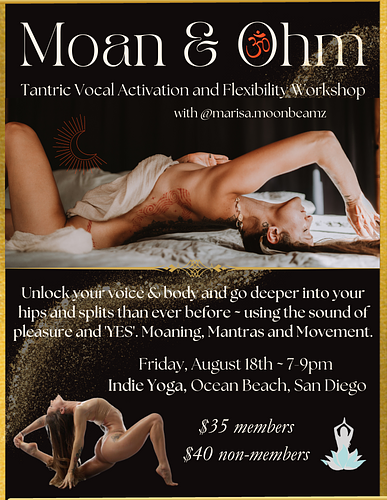 Moan & Ohm
Tantric Vocal Activation and Flexibility Workshop
with @marisa.moonbeamz
Unlock your voice & body and go deeper into your
hips and splits than ever before ~ using the sound of
pleasure and 'YES'. Moaning, Mantras and Movement.
Friday, August 18th ~ 7-9pm
Indie Yoga, Ocean Beach, San Diego
$35 members
$40 non-members